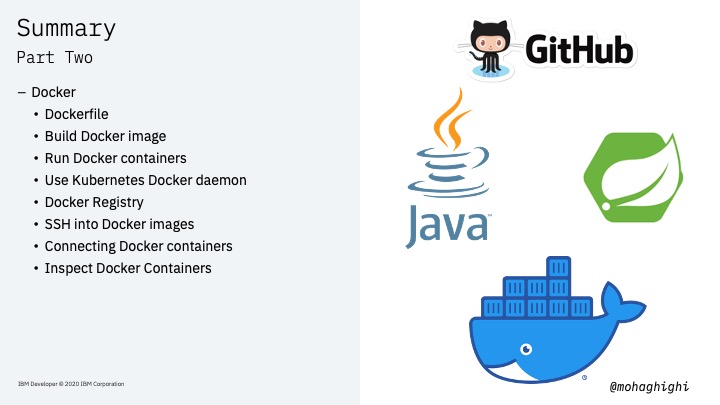 Summary
Part Two
– Docker
• Dockerfile
• Build Docker image
• Run Docker containers
• Use Kubernetes Docker daemon
• Docker Registry
• SSH into Docker images
• Connecting Docker containers
• Inspect Docker Containers
IBM Developer © 2020 IBM Corporation
GitHub
Java™
@mohaghighi